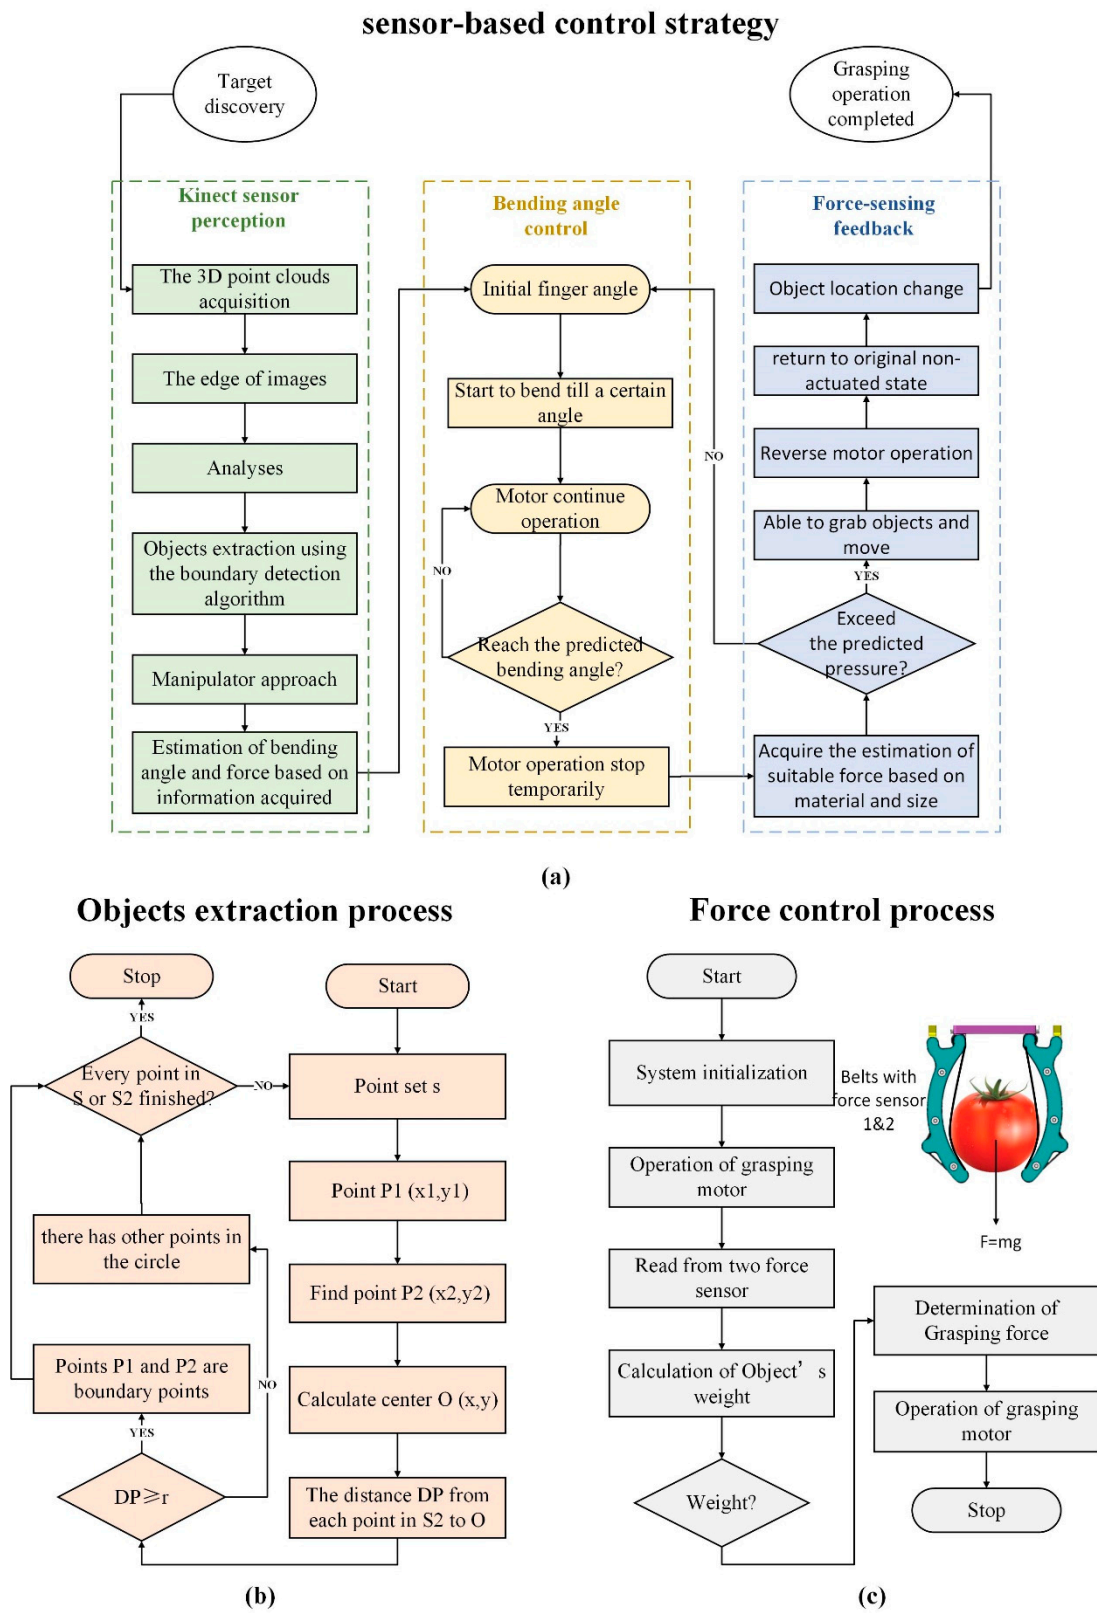 sensor-based control strategy
Target
discovery
Grasping
operation
completed
Kinect sensor
perception
The 3D point clouds
acquisition
The edge of images
Analyses
Objects extraction using
the boundary detection
algorithm
Manipulator approach
Estimation of bending
angle and force based on
information acquired
Bending angle
control
Initial finger angle
Start to bend till a certain
angle
Motor continue
operation
NO
Reach the predicted
bending angle?
YES
Motor operation stop
temporarily
Force-sensing
feedback
Object location change
return to original non-
actuated state
Reverse motor operation
Able to grab objects and
move
YES
NO
Exceed
the predicted
pressure?
Acquire the estimation of
suitable force based on
material and size
(a)
Objects extraction process
Stop
YES
Every point in
S or S2 finished?
NO
there has other points in
the circle
Points P1 and P2 are
boundary points
NO
YES
DP≥r
Start
Point set s
Point P1 (x1,y1)
Find point P2 (x2,y2)
Calculate center O (x,y)
The distance DP from
each point in S2 to O
(b)
Force control process
Start
System initialization
Operation of grasping
motor
Read from two force
sensor
Calculation of Object's
weight
Weight?
Belts with
force sensor
1&2
F=mg
Determination of
Grasping force
Operation of grasping
motor
Stop
(c)